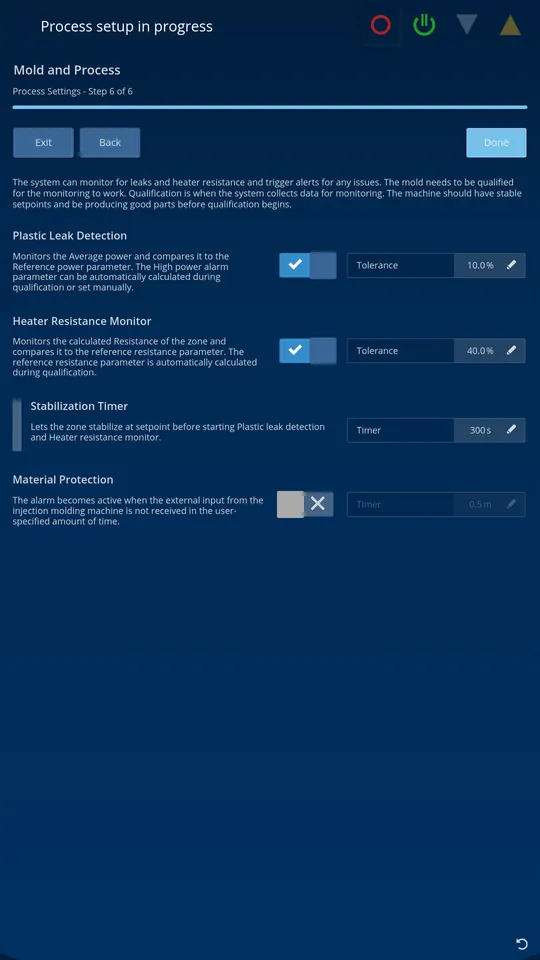 Process setup in progress
Mold and Process
Process Settings - Step 6 of 6
Exit
Back
Done
The system can monitor for leaks and heater resistance and trigger alerts for any issues. The mold needs to be qualified
for the monitoring to work. Qualification is when the system collects data for monitoring. The machine should have stable
setpoints and be producing good parts before qualification begins.
Plastic Leak Detection
Monitors the Average power and compares it to the
Reference power parameter. The High power alarm
parameter can be automatically calculated during
qualification or set manually.
Tolerance
10.0%
Heater Resistance Monitor
Monitors the calculated Resistance of the zone and
compares it to the reference resistance parameter. The
reference resistance parameter is automatically calculated
during qualification.
Tolerance
40.0%
Stabilization Timer
Lets the zone stabilize at setpoint before starting Plastic leak detection
and Heater resistance monitor.
Timer
300 s
Material Protection
The alarm becomes active when the external input from the
injection molding machine is not received in the user-
specified amount of time.
Timer
0.5 m